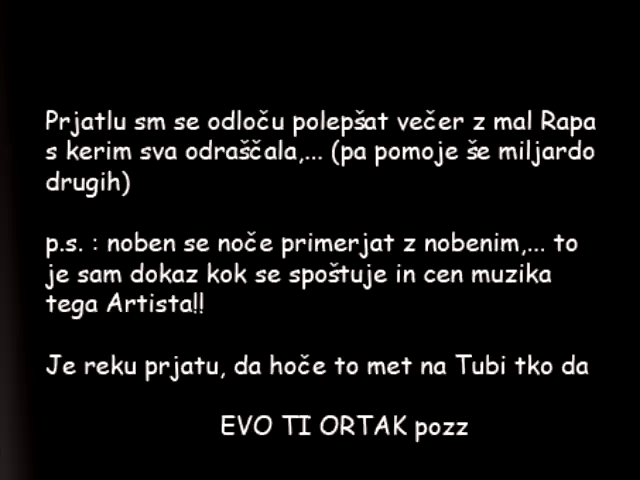 Prjatlu sm se odloču polepšat večer z mal Rapa
s kerim sva odraščala,... (pa pomoje še miljardo
drugih)
p.s. : noben se noče primerjat z nobenim,... to
je sam dokaz kok se spoštuje in cen muzika
tega Artista!!
Je reku prjatu, da hoče to met na Tubi tko da
EVO TI ORTAK pozz